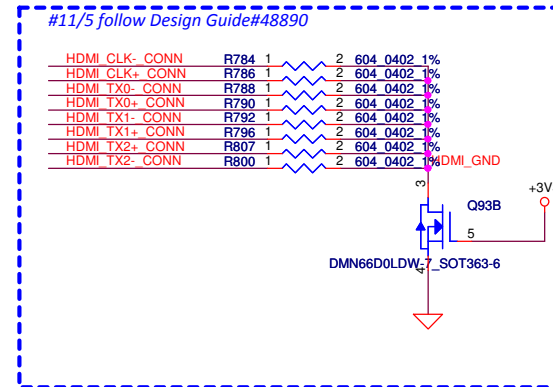 #11/5 follow Design Guide#48890
HDMI_CLK-_CONN R784 1 2 604_0402_1%
HDMI_CLK+_CONN R786 1 2 604_0402_1%
HDMI_TX0-_CONN R788 1 2 604_0402_1%
HDMI_TX0+_CONN R790 1 2 604_0402_1%
HDMI_TX1-_CONN R792 1 2 604_0402_1%
HDMI_TX1+_CONN R796 1 2 604_0402_1%
HDMI_TX2+_CONN R807 1 2 604_0402_1%
HDMI_TX2-_CONN R800 1 2 604_0402_1% HDMI_GND
3
+3V
Q93B
5
DMN66D0LDW-7_SOT363-6
4